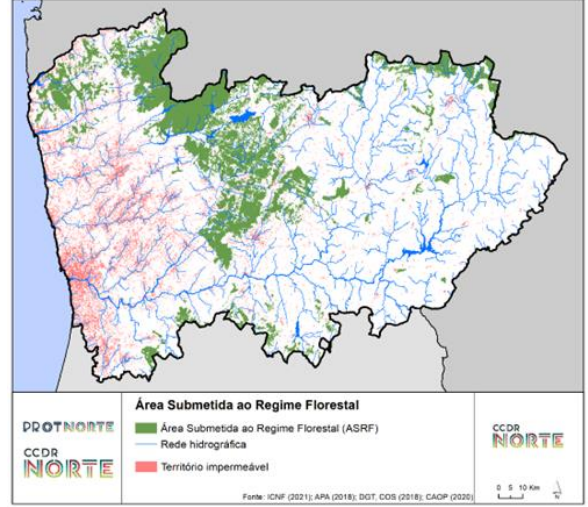 Área Submetida ao Regime Florestal
PROTNORTE
CCDR
NORTE
Área Submetida ao Regime Florestal (ASRF)
Rede hidrográfica
Território impermeável
CCDR
NORTE
0 5 10 Km
N
Fonte: ICNF (2021); APA (2018); DGT, COS (2018); CAOP (2020)